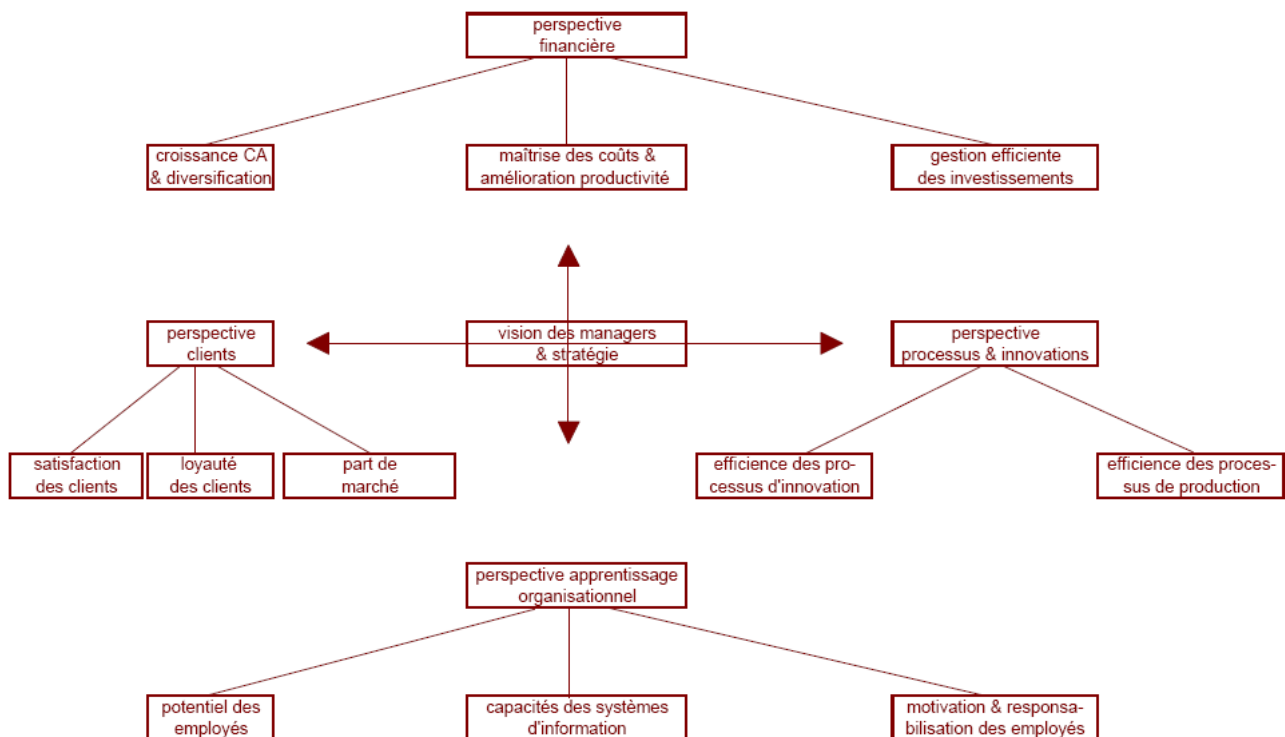 perspective
financière
croissance CA
& diversification
maîtrise des coûts &
amélioration productivité
gestion efficiente
des investissements
perspective
clients
vision des managers
& stratégie
perspective
processus & innovations
satisfaction
des clients
loyauté
des clients
part de
marché
efficience des pro-
cessus d'innovation
efficience des proces-
sus de production
perspective apprentissage
organisationnel
potentiel des
employés
capacités des systèmes
d'information
motivation & responsa-
bilisation des employés